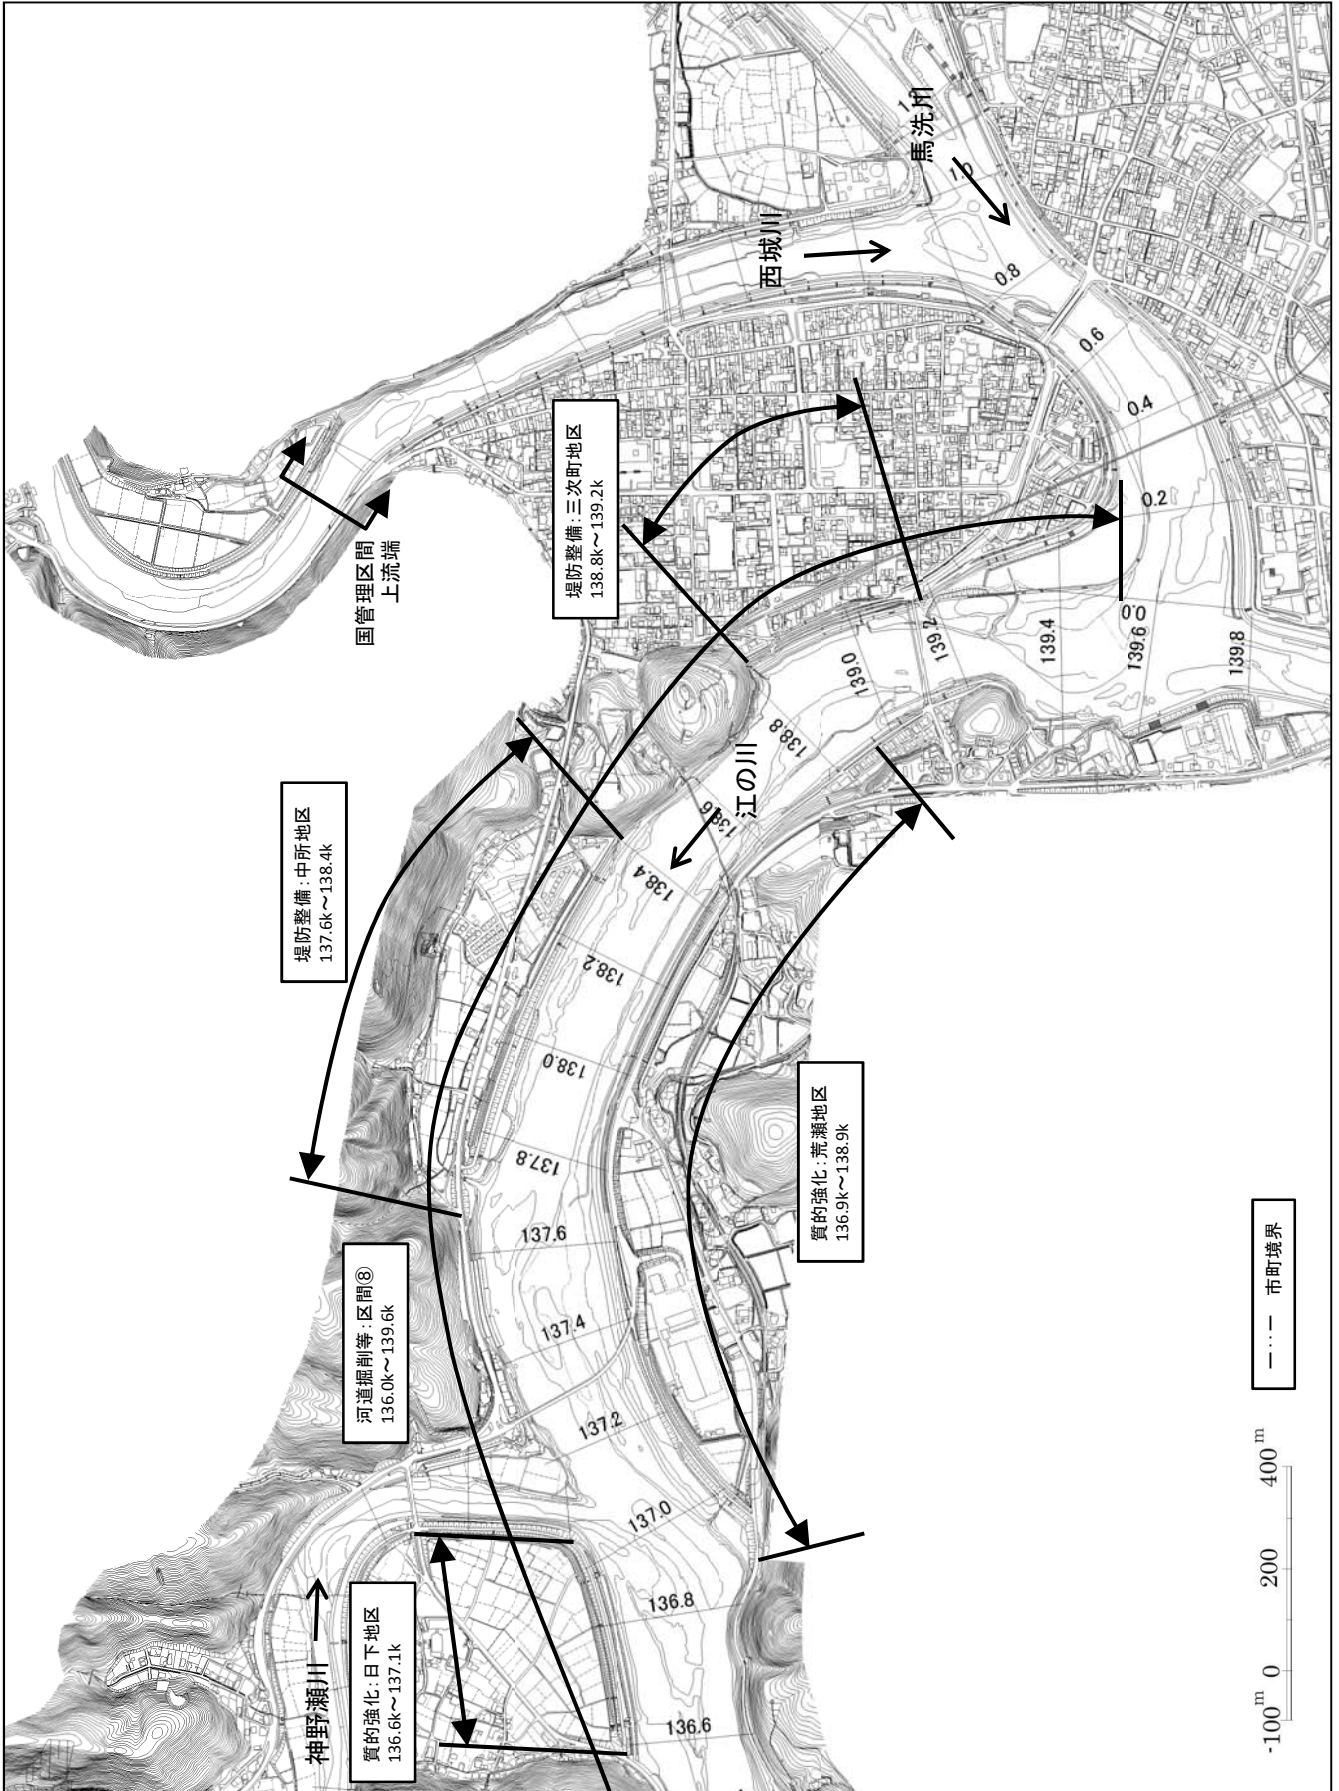 神野瀬川
質的強化：日下地区
136.6k～137.1k
河道掘削等：区間⑧
136.0k～139.6k
堤防整備：中所地区
137.6k～138.4k
国管理区間
上流端
堤防整備：三次町地区
138.8k～139.2k
西城川
馬洗川
江の川
質的強化：荒瀬地区
136.9k～138.9k
136.6
136.8
137.0
137.2
137.4
137.6
137.8
138.0
138.2
138.4
138.6
138.8
139.0
139.2
139.4
139.6
139.8
0.0
0.2
0.4
0.6
0.8
1.0
1.2
-100m 0 200 400m
市町境界